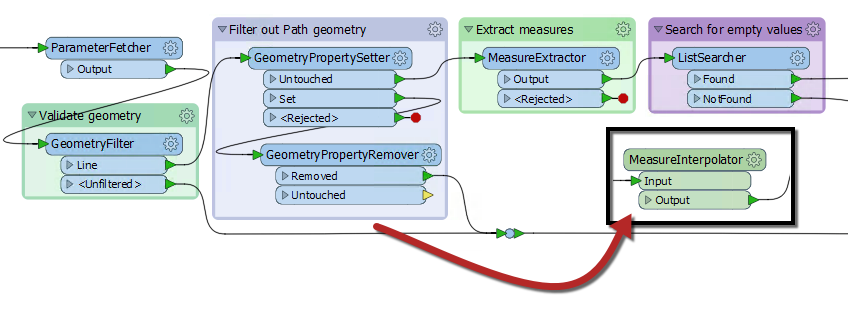 ParameterFetcher
Output
Validate geometry
GeometryFilter
Line
<Unfiltered>
Filter out Path geometry
GeometryPropertySetter
Untouched
Set
<Rejected>
GeometryPropertyRemover
Removed
Untouched
Extract measures
MeasureExtractor
Output
<Rejected>
Search for empty values
ListSearcher
Found
NotFound
MeasureInterpolator
Input
Output